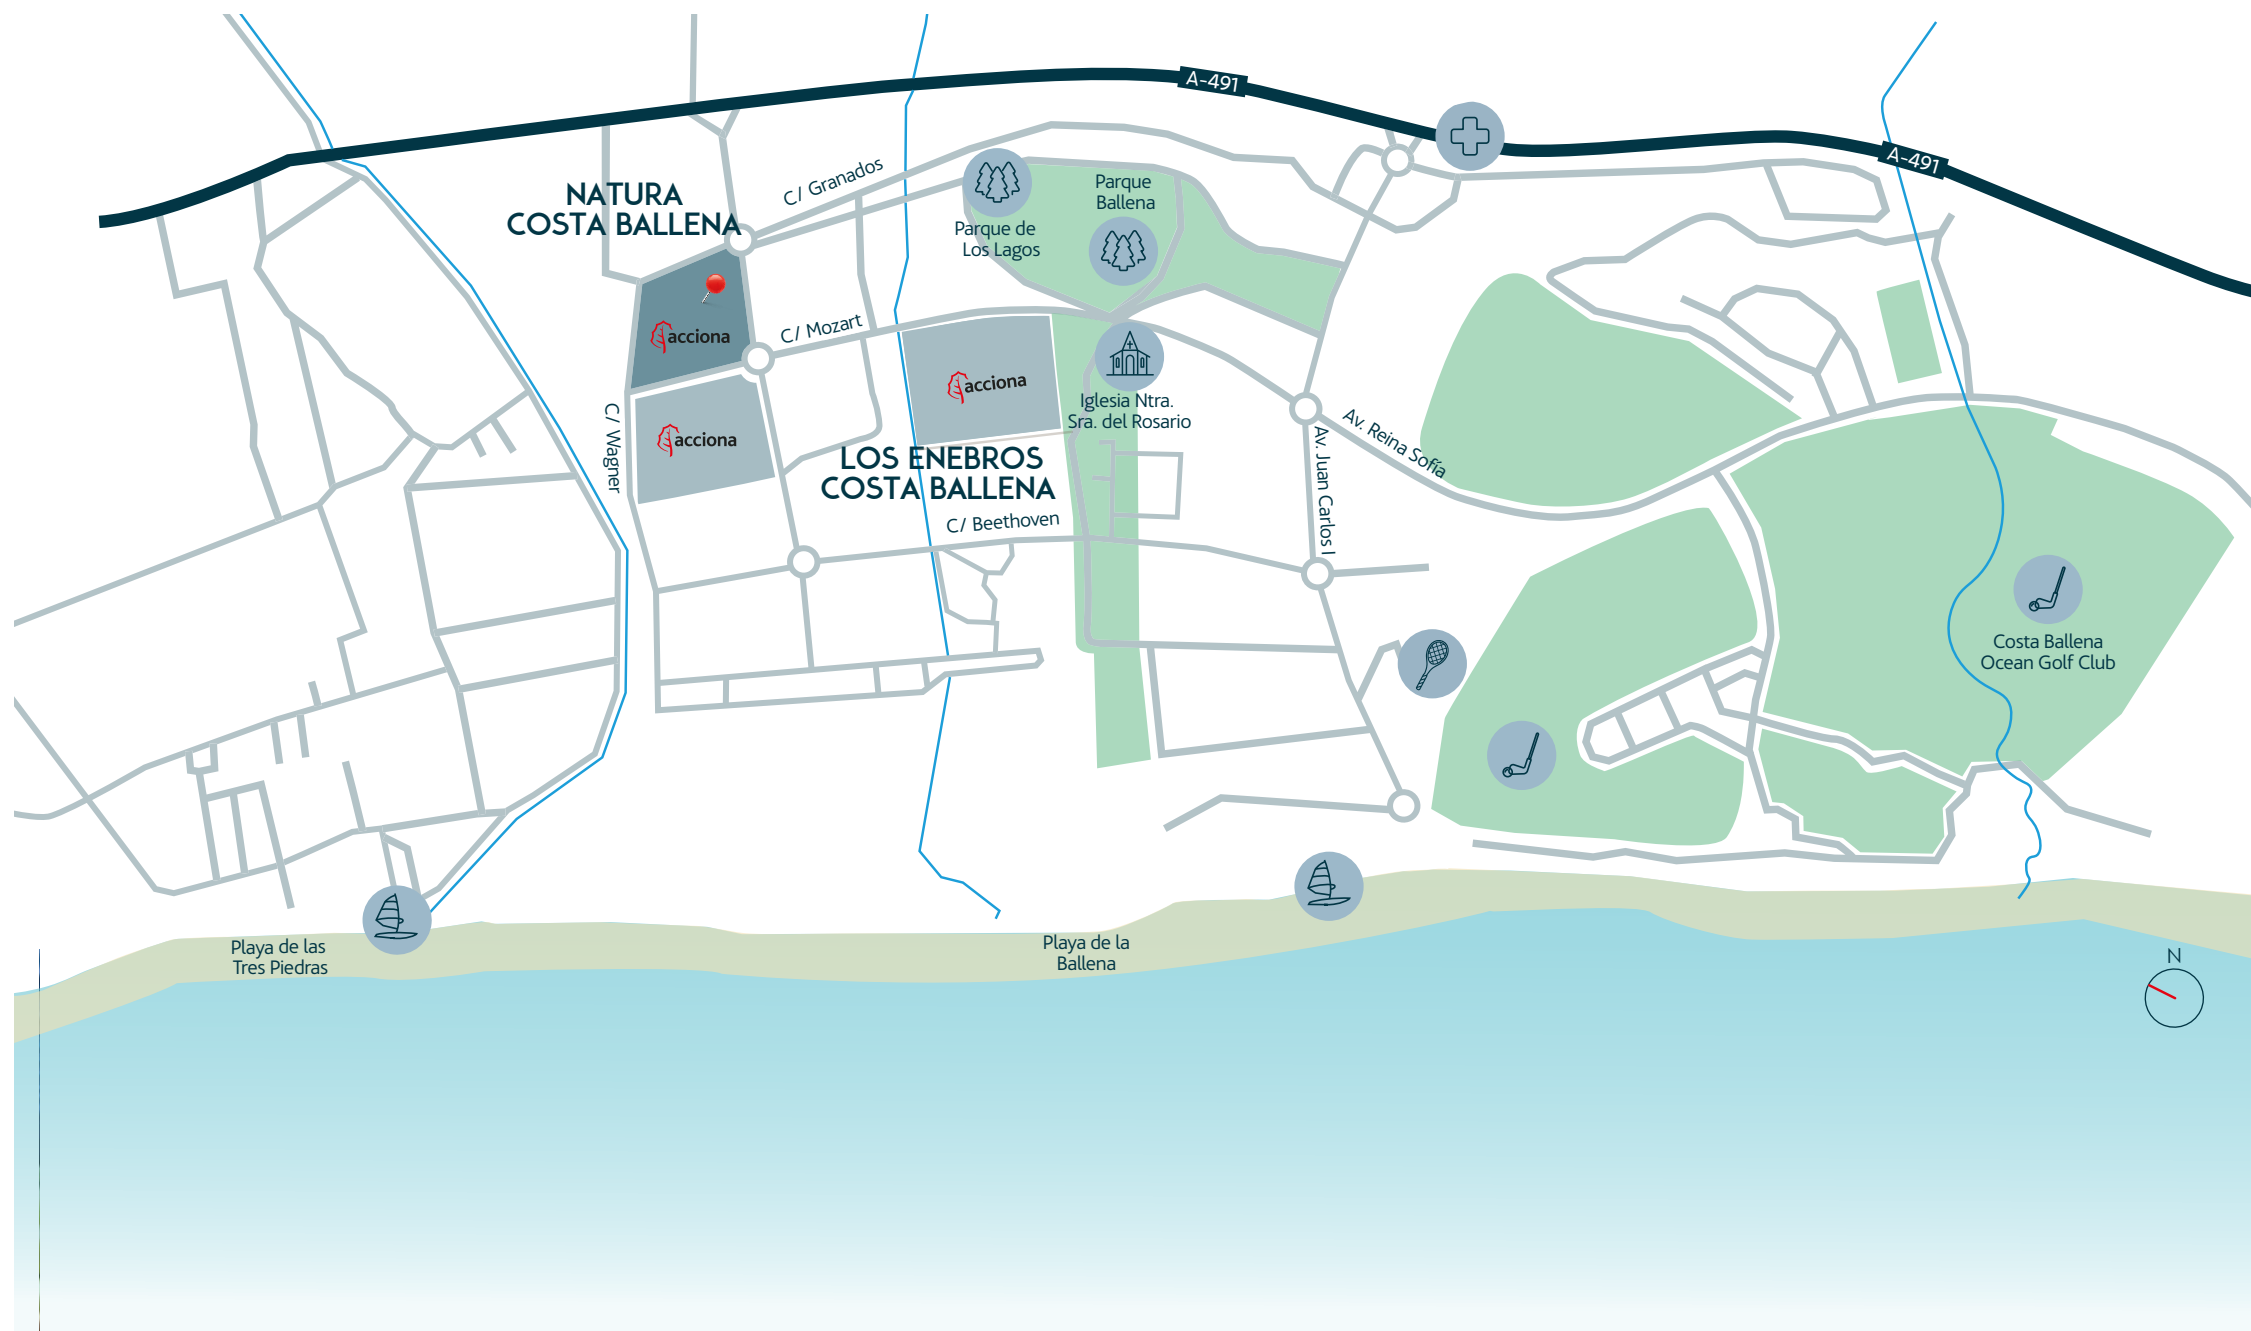 A-491
A-491
NATURA
COSTA BALLENA
C/ Granados
Parque
Ballena
Parque de
Los Lagos
acciona
C/ Mozart
acciona
Iglesia Ntra.
Sra. del Rosario
C/ Wagner
acciona
Av. Reina Sofía
Av. Juan Carlos I
LOS ENEBROS
COSTA BALLENA
C/ Beethoven
Costa Ballena
Ocean Golf Club
Playa de las
Tres Piedras
Playa de la
Ballena
N